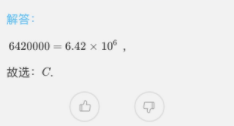 解答：
6420000 = 6.42 × 10⁶ ，
故选：C.